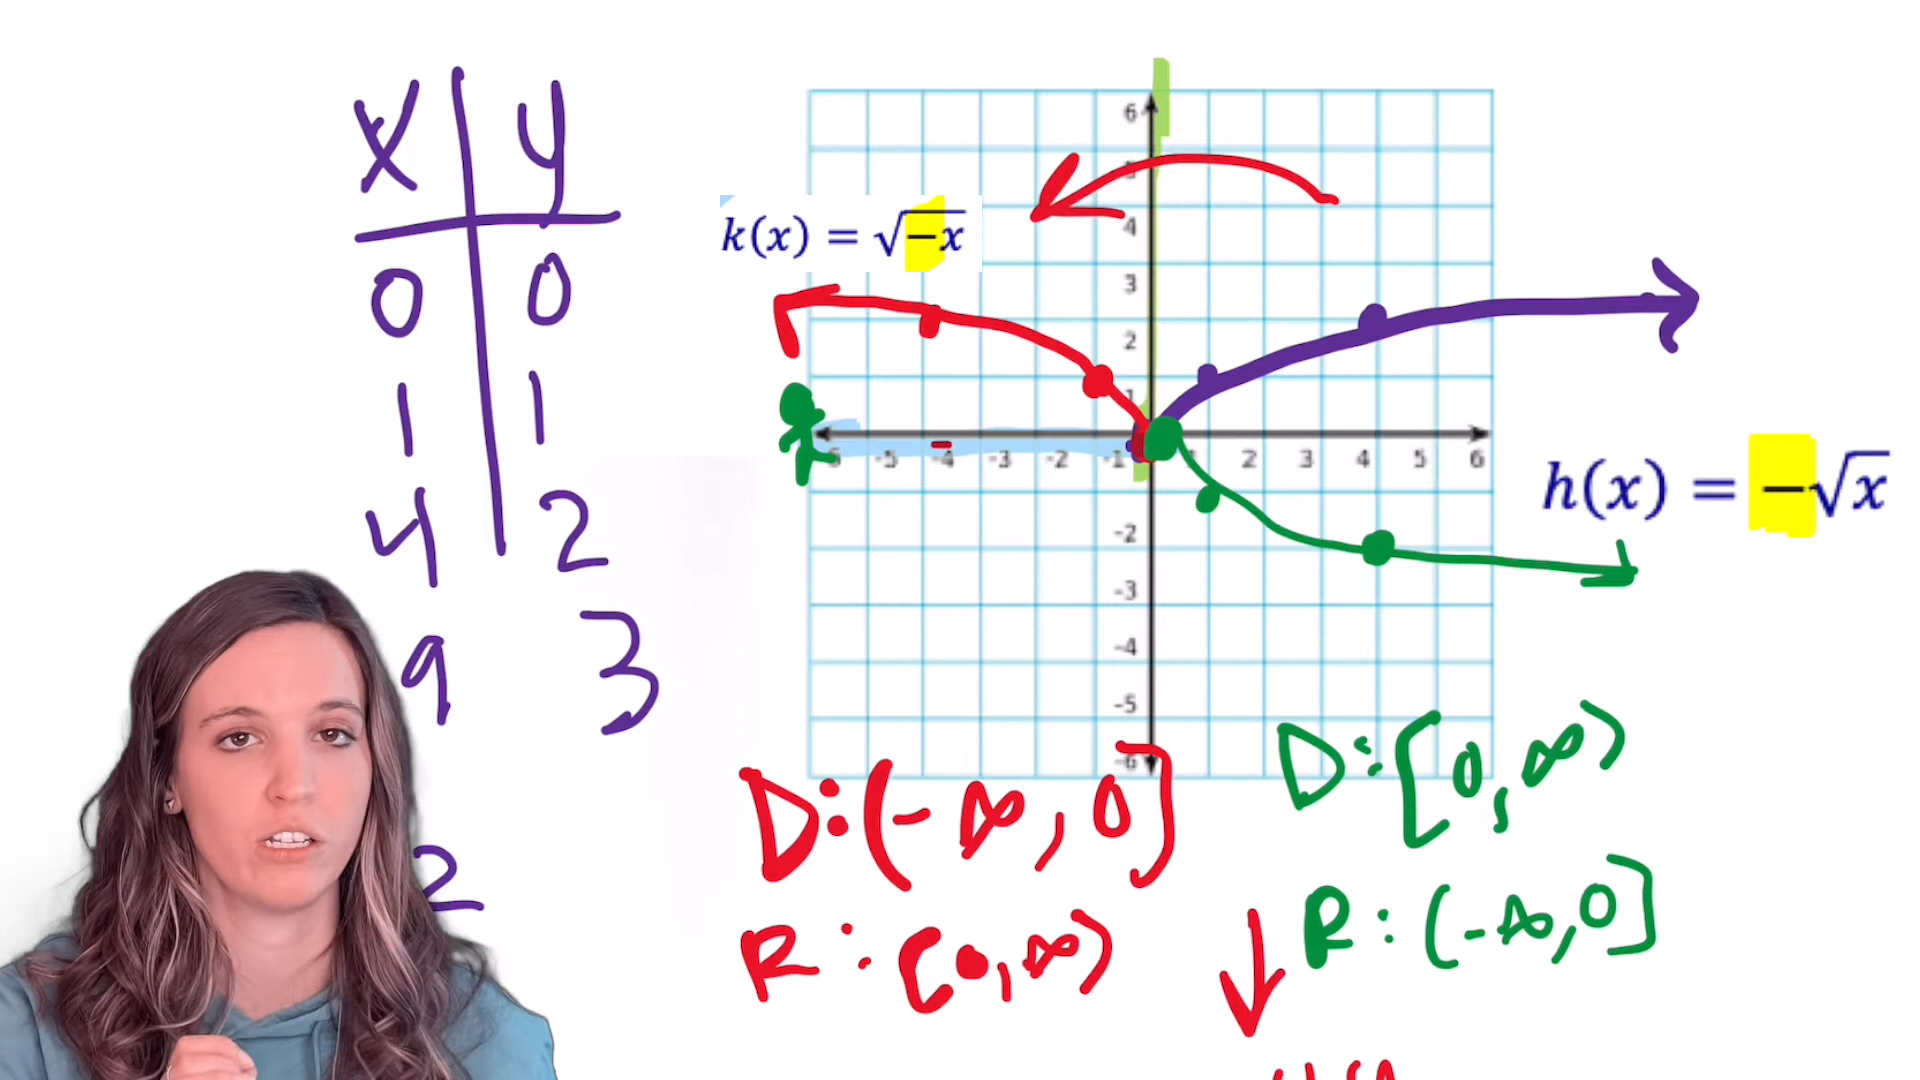 x y
0 0
1 1
4 2
9 3
2
k(x) = √-x
h(x) = -√x
6
5
4
3
2
1
-6 -5 -4 -3 -2 -1 1 2 3 4 5 6
-2
-3
-4
-5
-6
D: (-∞, 0]
R: [0, ∞)
D: [0, ∞)
R: (-∞, 0]